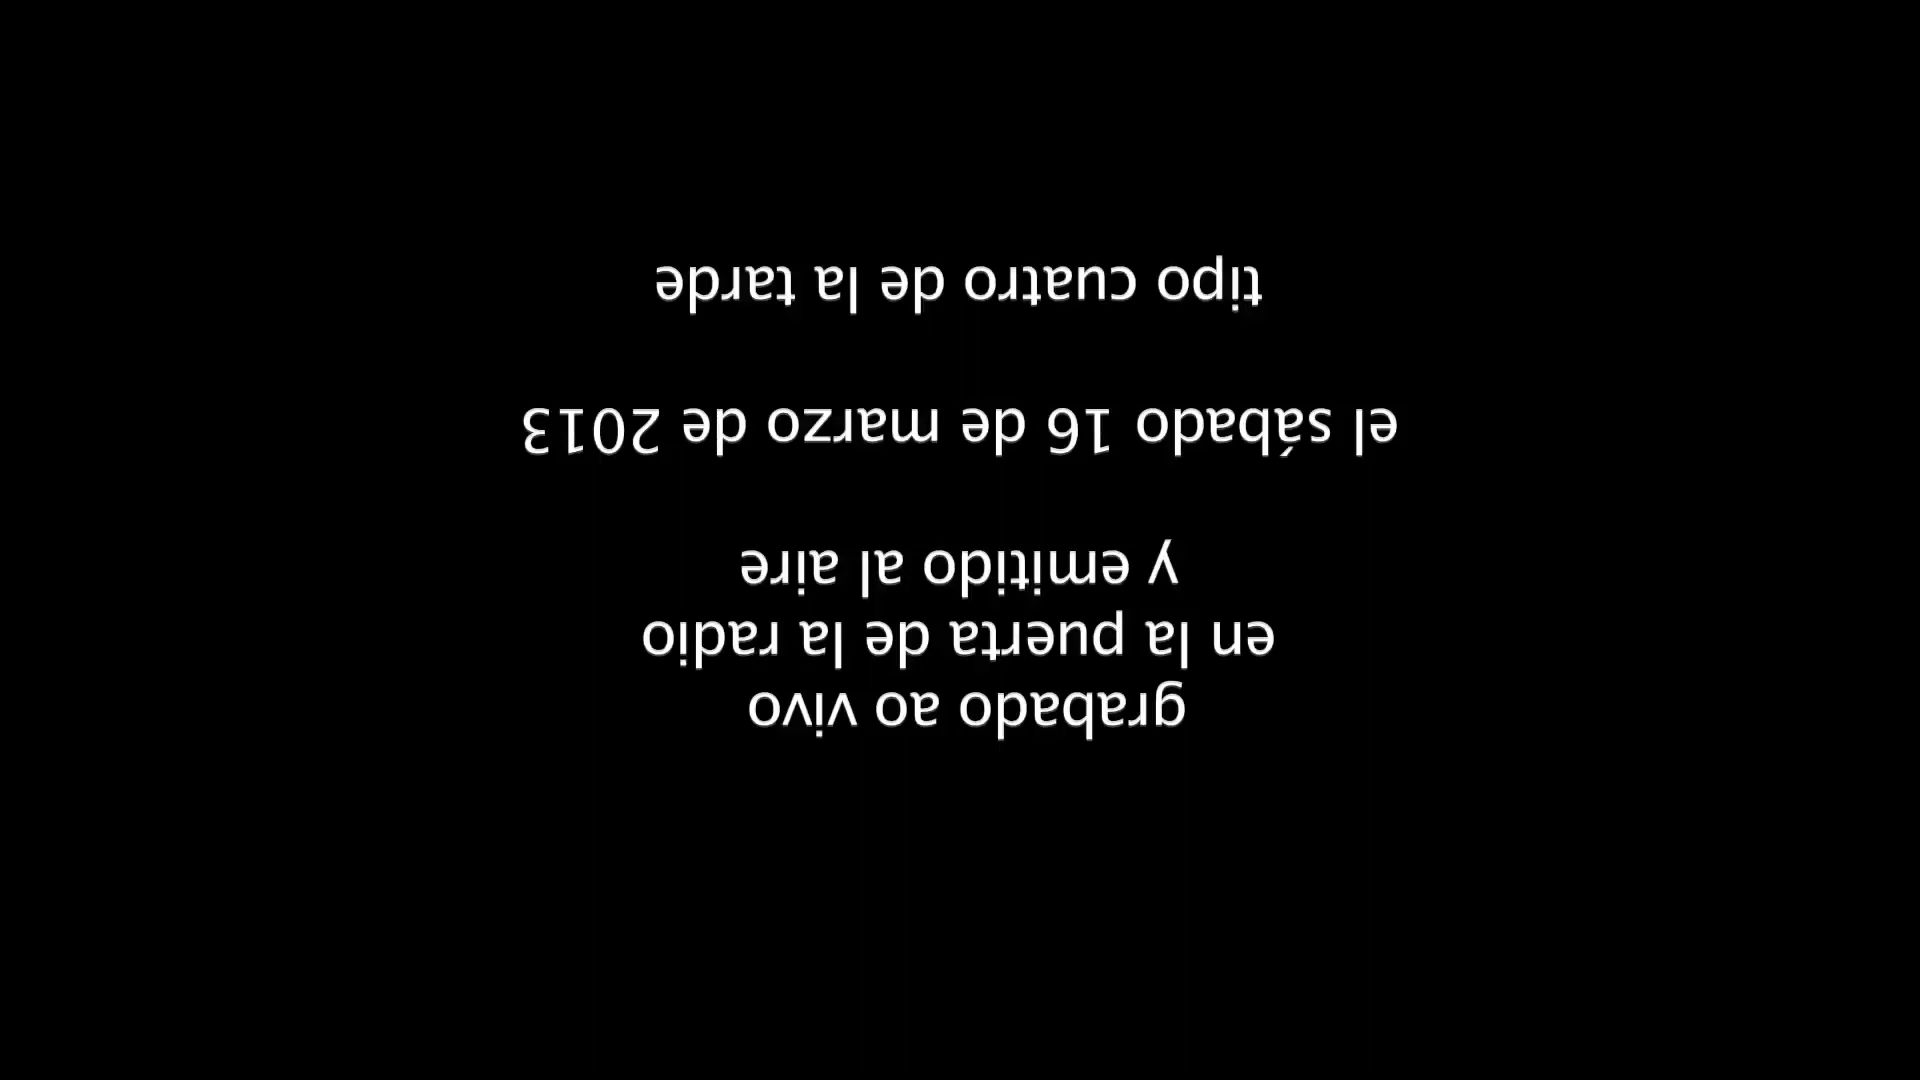 grabado ao vivo
en la puerta de la radio
y emitido al aire
el sábado 16 de marzo de 2013
tipo cuatro de la tarde